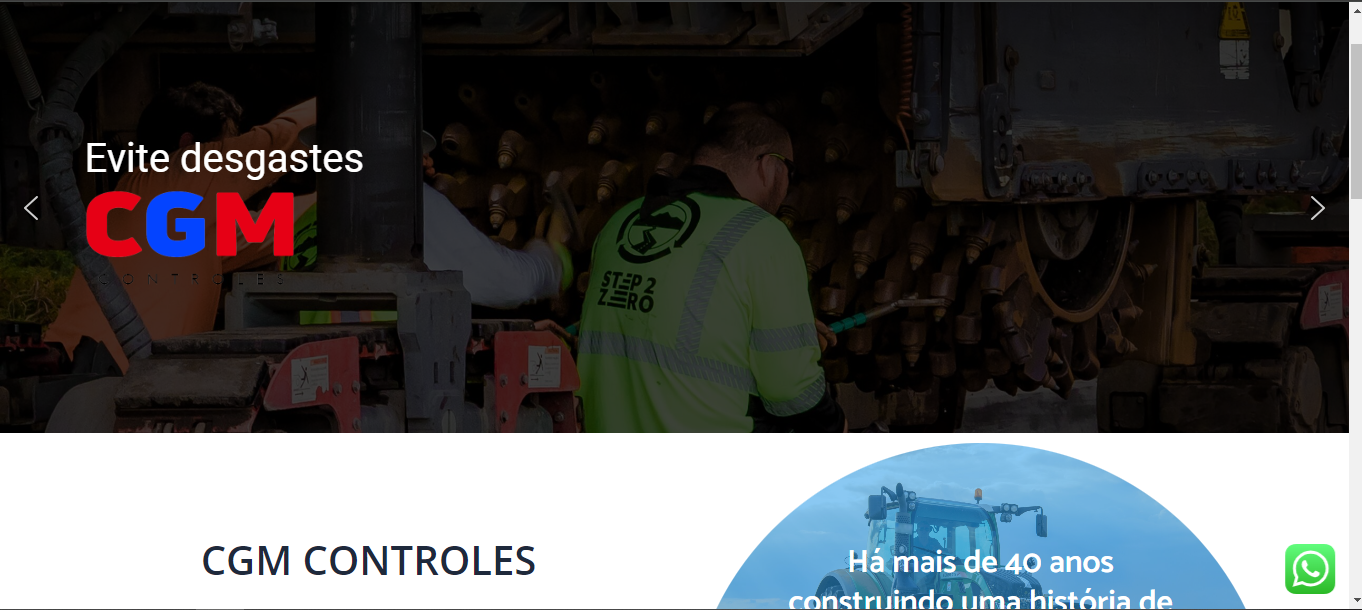 Evite desgastes
CGM
CONTROLES
STEP 2
ZERO
CGM CONTROLES
Há mais de 40 anos
construindo uma história de